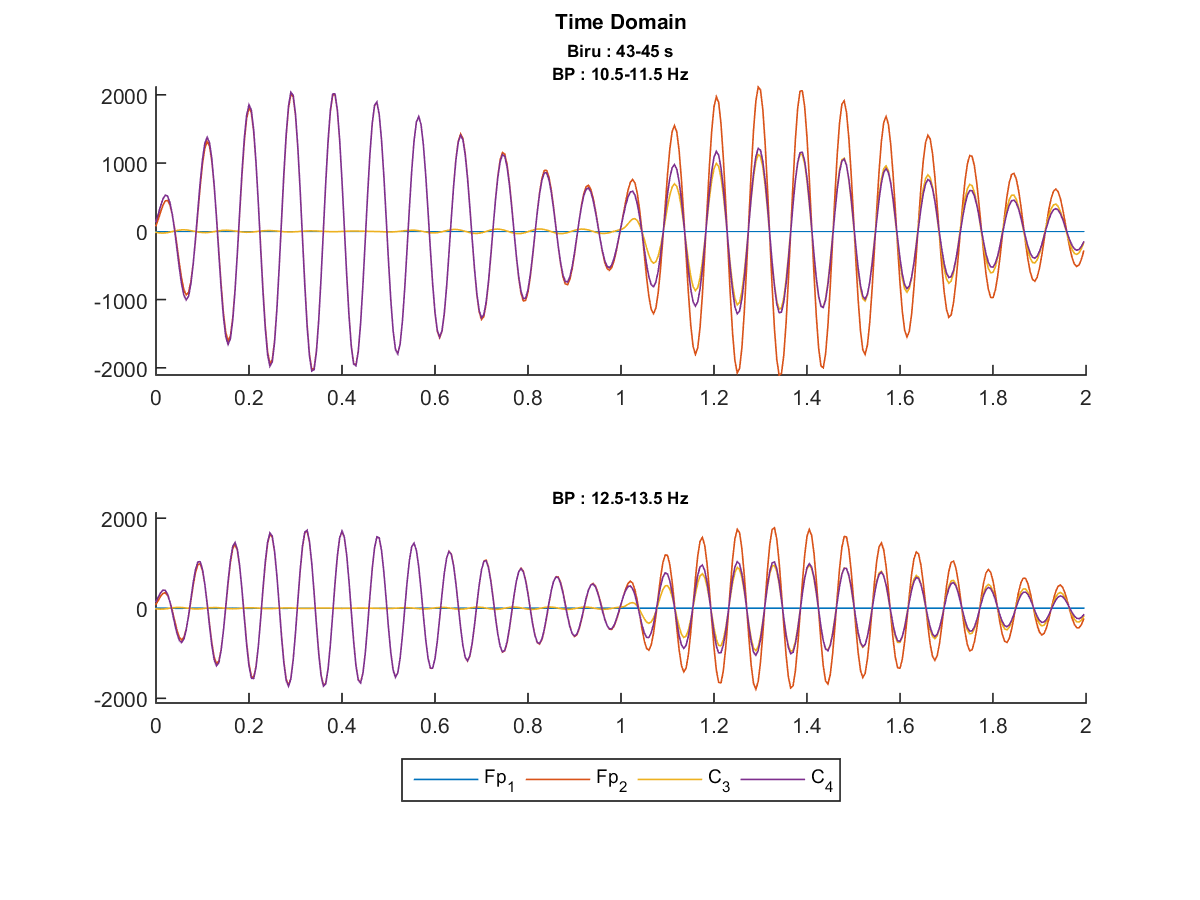 Time Domain
Biru : 43-45 s
BP : 10.5-11.5 Hz
2000
1000
0
-1000
-2000
0 0.2 0.4 0.6 0.8 1 1.2 1.4 1.6 1.8 2
BP : 12.5-13.5 Hz
2000
0
-2000
0 0.2 0.4 0.6 0.8 1 1.2 1.4 1.6 1.8 2
Fp1 Fp2 C3 C4